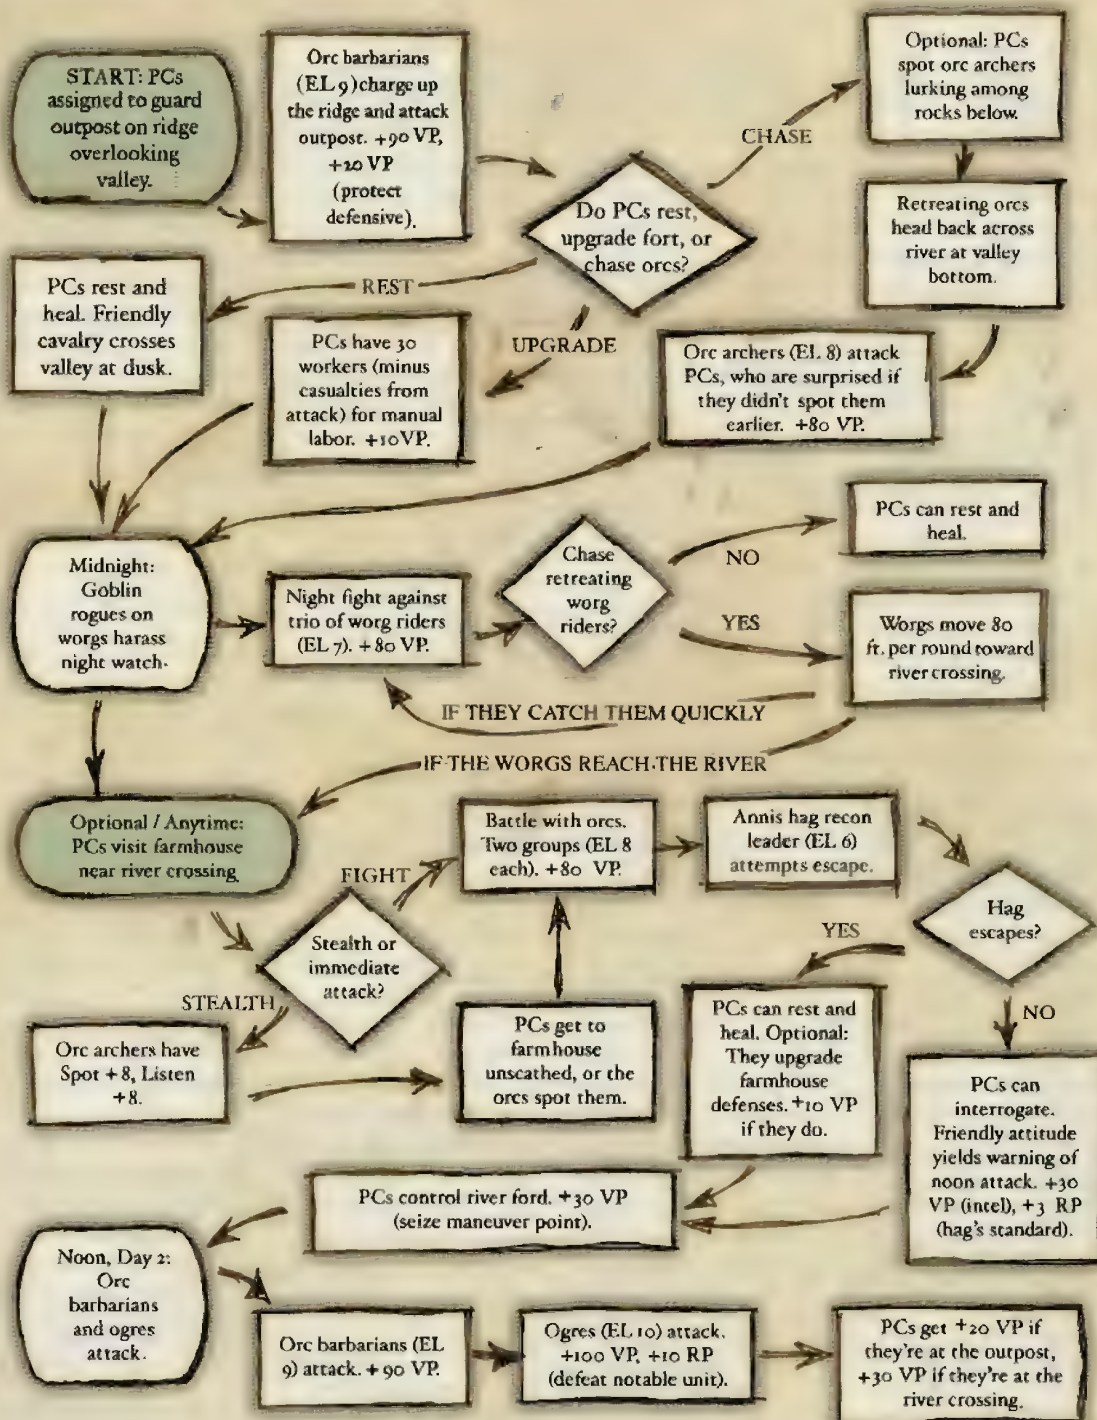 START: PCs
assigned to guard
outpost on ridge
overlooking
valley.
Orc barbarians
(EL 9)charge up
the ridge and attack
outpost. +90 VP,
+20 VP
(protect
defensive).
Do PCs rest,
upgrade fort, or
chase orcs?
CHASE
Optional: PCs
spot orc archers
lurking among
rocks below.
Retreating orcs
head back across
river at valley
bottom.
Orc archers (EL 8) attack
PCs, who are surprised if
they didn't spot them
earlier. +80 VP.
REST
PCs rest and
heal. Friendly
cavalry crosses
valley at dusk.
UPGRADE
PCs have 30
workers (minus
casualties from
attack) for manual
labor. +10VP.
Midnight:
Goblin
rogues on
worgs harass
night watch.
Night fight against
trio of worg riders
(EL 7). +80 VP.
Chase
retreating
worg
riders?
NO
PCs can rest and
heal.
YES
Worgs move 80
ft. per round toward
river crossing.
IF THEY CATCH THEM QUICKLY
IF THE WORGS REACH THE RIVER
Optional / Anytime:
PCs visit farmhouse
near river crossing
Stealth or
immediate
attack?
FIGHT
Battle with orcs.
Two groups (EL 8
each). +80 VP.
Annis hag recon
leader (EL 6)
attempts escape.
Hag
escapes?
STEALTH
Orc archers have
Spot +8, Listen
+8.
PCs get to
farmhouse
unscathed, or the
orcs spot them.
YES
PCs can rest and
heal. Optional:
They upgrade
farmhouse
defenses. +10 VP
if they do.
NO
PCs can
interrogate.
Friendly attitude
yields warning of
noon attack. +30
VP (intel), +3 RP
(hag's standard).
PCs control river ford. +30 VP
(seize maneuver point).
Noon, Day 2:
Orc
barbarians
and ogres
attack.
Orc barbarians (EL
9) attack. + 90 VP.
Ogres (EL 10) attack.
+100 VP, +10 RP
(defeat notable unit).
PCs get +20 VP if
they're at the outpost,
+30 VP if they're at the
river crossing.